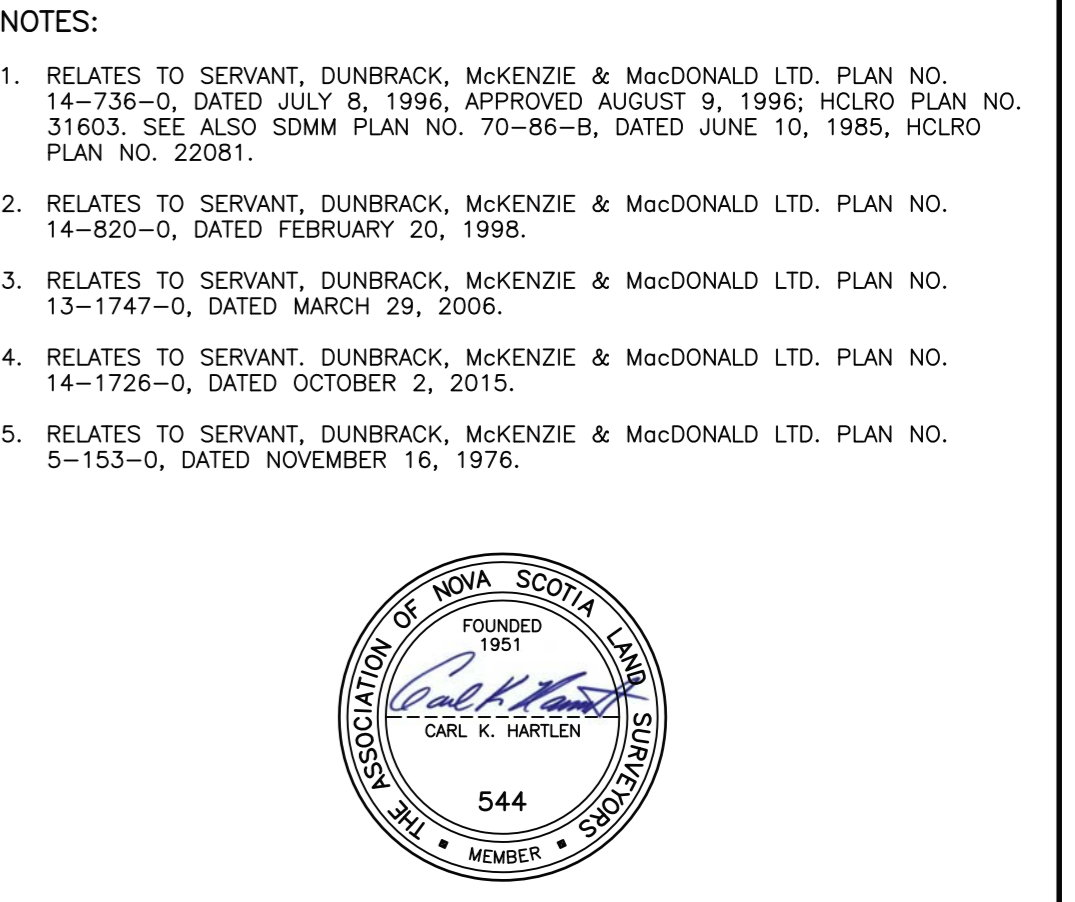 NOTES:
1. RELATES TO SERVANT, DUNBRACK, McKENZIE & MacDONALD LTD. PLAN NO.
14-736-0, DATED JULY 8, 1996, APPROVED AUGUST 9, 1996; HCLRO PLAN NO.
31603. SEE ALSO SDMM PLAN NO. 70-86-B, DATED JUNE 10, 1985, HCLRO
PLAN NO. 22081.
2. RELATES TO SERVANT, DUNBRACK, McKENZIE & MacDONALD LTD. PLAN NO.
14-820-0, DATED FEBRUARY 20, 1998.
3. RELATES TO SERVANT, DUNBRACK, McKENZIE & MacDONALD LTD. PLAN NO.
13-1747-0, DATED MARCH 29, 2006.
4. RELATES TO SERVANT. DUNBRACK, McKENZIE & MacDONALD LTD. PLAN NO.
14-1726-0, DATED OCTOBER 2, 2015.
5. RELATES TO SERVANT, DUNBRACK, McKENZIE & MacDONALD LTD. PLAN NO.
5-153-0, DATED NOVEMBER 16, 1976.
THE ASSOCIATION OF NOVA SCOTIA LAND SURVEYORS
FOUNDED
1951
Carl K Hartlen
CARL K. HARTLEN
544
MEMBER